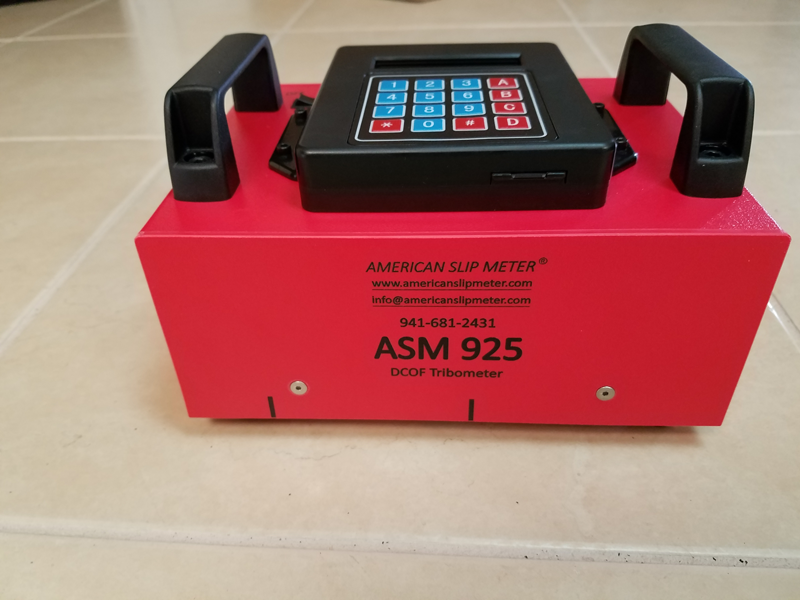 1 2 3 A
4 5 6 B
7 8 9 C
* 0 # D
AMERICAN SLIP METER ®
www.americanslipmeter.com
info@americanslipmeter.com
941-681-2431
ASM 925
DCOF Tribometer